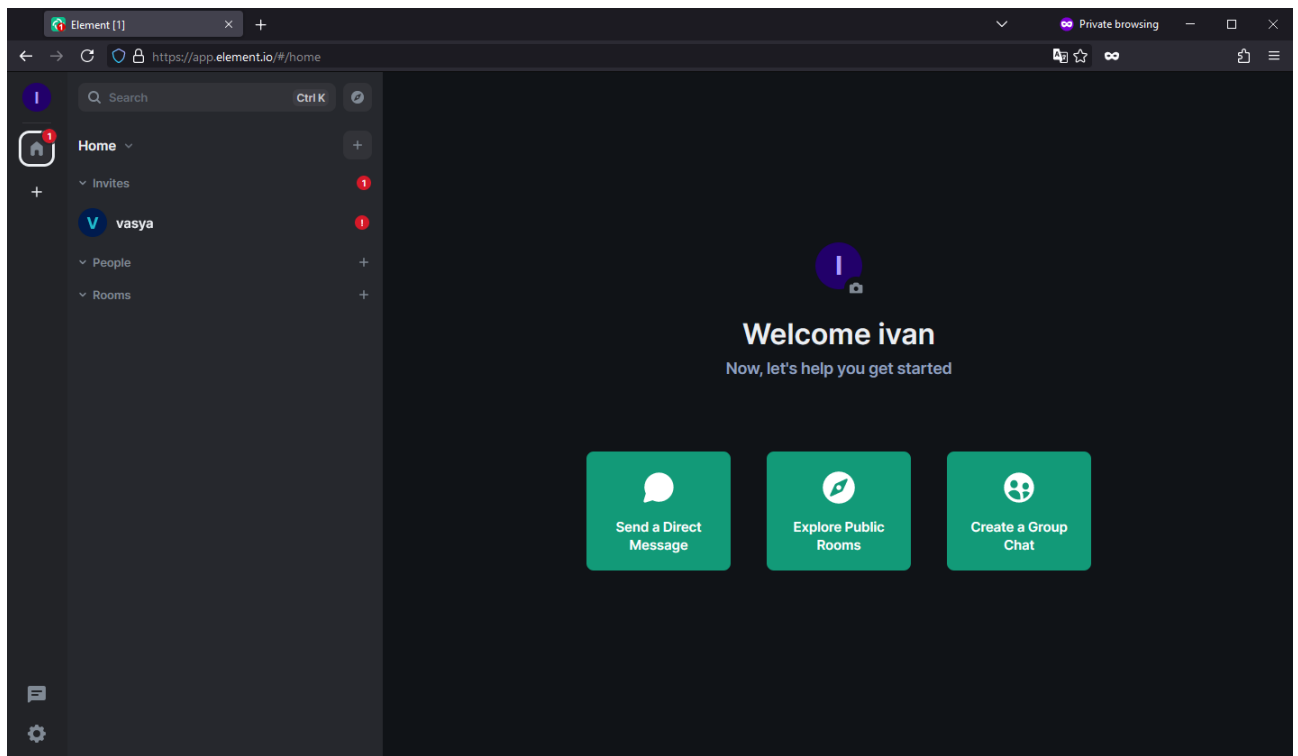 Element [1]
Private browsing
https://app.element.io/#/home
I
Search
Ctrl K
1
Home
Invites
1
V
vasya
!
People
Rooms
I
Welcome ivan
Now, let's help you get started
Send a Direct
Message
Explore Public
Rooms
Create a Group
Chat